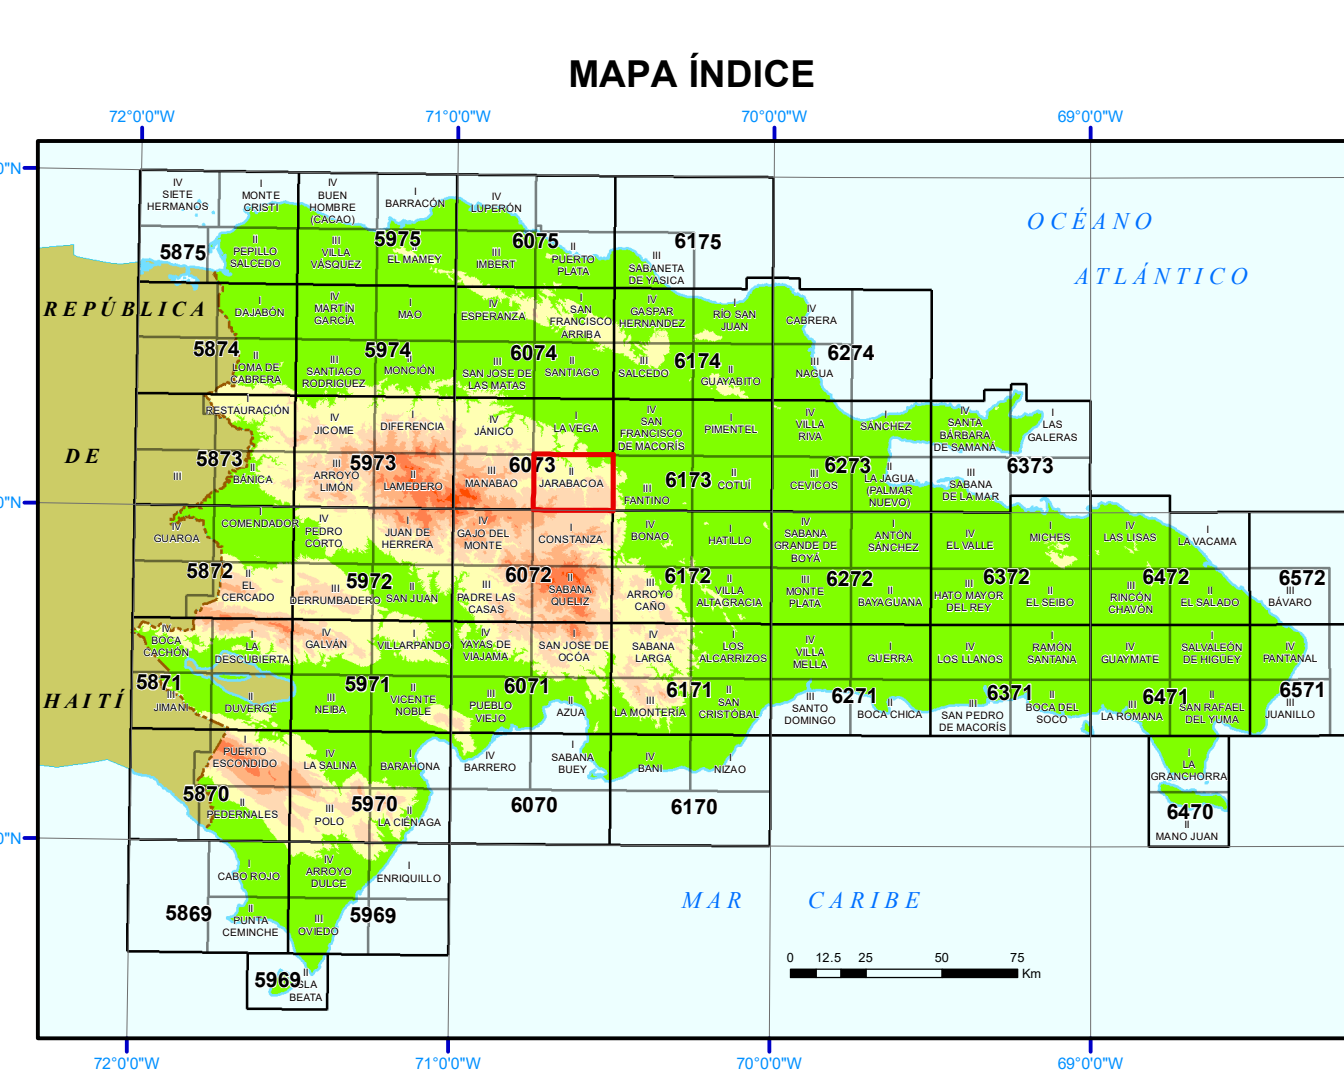 MAPA ÍNDICE
72°0'0"W
71°0'0"W
70°0'0"W
69°0'0"W
0"N
IV
SIETE
HERMANOS
I
MONTE
CRISTI
IV
BUEN
HOMBRE
(CACAO)
I
BARRACÓN
IV
LUPERÓN
OCÉANO
ATLÁNTICO
5875
II
PEPILLO
SALCEDO
III
VILLA
VÁSQUEZ
5975
II
EL MAMEY
III
IMBERT
6075
II
PUERTO
PLATA
III
SABANETA
DE YASICA
6175
REPÚBLICA
I
DAJABÓN
IV
MARTÍN
GARCÍA
I
MAO
IV
ESPERANZA
I
SAN
FRANCISCO
ARRIBA
IV
GASPAR
HERNANDEZ
I
RÍO SAN
JUAN
IV
CABRERA
5874
II
LOMA DE
CABRERA
III
SANTIAGO
RODRIGUEZ
5974
II
MONCIÓN
III
SAN JOSE DE
LAS MATAS
6074
II
SANTIAGO
III
SALCEDO
6174
II
GUAYABITO
III
NAGUA
6274
I
RESTAURACIÓN
IV
JICOME
I
DIFERENCIA
IV
JÁNICO
I
LA VEGA
IV
SAN
FRANCISCO
DE MACORÍS
I
PIMENTEL
IV
VILLA
RIVA
I
SÁNCHEZ
IV
SANTA
BÁRBARA
DE SAMANÁ
I
LAS
GALERAS
DE
III
5873
II
BÁNICA
III
ARROYO
LIMÓN
5973
II
LAMEDERO
III
MANABAO
6073
II
JARABACOA
III
FANTINO
6173
II
COTUÍ
III
CEVICOS
6273
II
LA JAGUA
(PALMAR
NUEVO)
III
SABANA
DE LA MAR
6373
0"N
IV
GUAROA
I
COMENDADOR
IV
PEDRO
CORTO
I
JUAN DE
HERRERA
IV
GAJO DEL
MONTE
I
CONSTANZA
IV
BONAO
I
HATILLO
IV
SABANA
GRANDE DE
BOYÁ
I
ANTÓN
SÁNCHEZ
IV
EL VALLE
I
MICHES
IV
LAS LISAS
I
LA VACAMA
5872
II
EL
CERCADO
III
DERRUMBADERO
5972
II
SAN JUAN
III
PADRE LAS
CASAS
6072
II
SABANA
QUELIZ
III
ARROYO
CAÑO
6172
II
VILLA
ALTAGRACIA
III
MONTE
PLATA
6272
II
BAYAGUANA
III
HATO MAYOR
DEL REY
6372
II
EL SEIBO
III
RINCÓN
CHAVÓN
6472
II
EL SALADO
6572
III
BÁVARO
IV
BOCA
CACHÓN
I
LA
DESCUBIERTA
IV
GALVÁN
I
VILLARPANDO
IV
YAYAS DE
VIAJAMA
I
SAN JOSE DE
OCÓA
IV
SABANA
LARGA
I
LOS
ALCARRIZOS
IV
VILLA
MELLA
I
GUERRA
IV
LOS LLANOS
I
RAMÓN
SANTANA
IV
GUAYMATE
I
SALVALEÓN
DE HIGUEY
IV
PANTANAL
HAITÍ
5871
III
JIMANÍ
II
DUVERGÉ
III
NEIBA
5971
II
VICENTE
NOBLE
III
PUEBLO
VIEJO
6071
II
AZUA
III
LA MONTERÍA
6171
II
SAN
CRISTÓBAL
III
SANTO
DOMINGO
6271
II
BOCA CHICA
III
SAN PEDRO
DE MACORÍS
6371
II
BOCA DEL
SOCO
III
LA ROMANA
6471
II
SAN RAFAEL
DEL YUMA
6571
III
JUANILLO
I
PUERTO
ESCONDIDO
IV
LA SALINA
I
BARAHONA
IV
BARRERO
I
SABANA
BUEY
IV
BANI
I
NIZAO
I
LA
GRANCHORRA
5870
II
PEDERNALES
III
POLO
5970
II
LA CIÉNAGA
6070
6170
6470
II
MANO JUAN
0"N
I
CABO ROJO
IV
ARROYO
DULCE
I
ENRIQUILLO
MAR CARIBE
5869
II
PUNTA
CEMINCHE
III
OVIEDO
5969
5969
II
ISLA
BEATA
0 12.5 25 50 75
Km
72°0'0"W
71°0'0"W
70°0'0"W
69°0'0"W